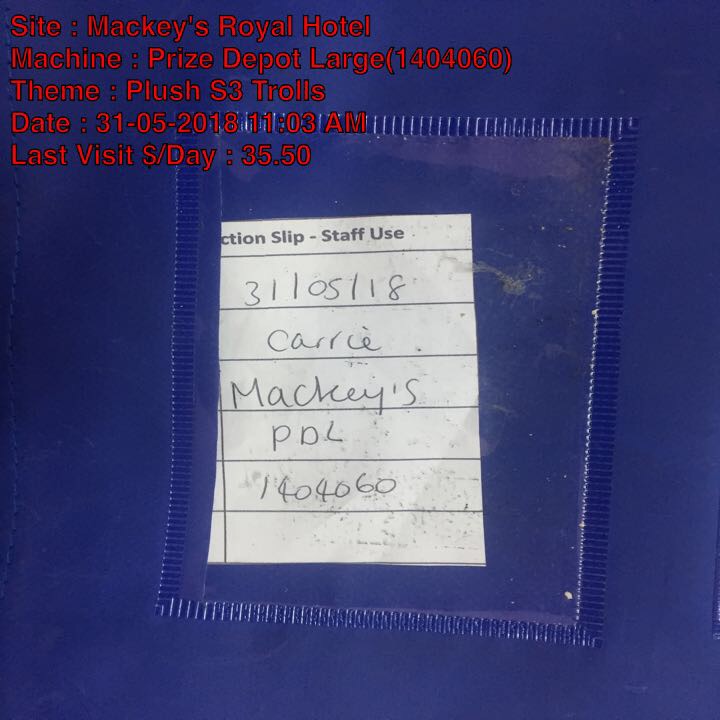 Site : Mackey's Royal Hotel
Machine : Prize Depot Large(1404060)
Theme : Plush S3 Trolls
Date : 31-05-2018 11:03 AM
Last Visit $/Day : 35.50
ction Slip - Staff Use
31/05/18
Carrie
Mackey's
PDL
1404060